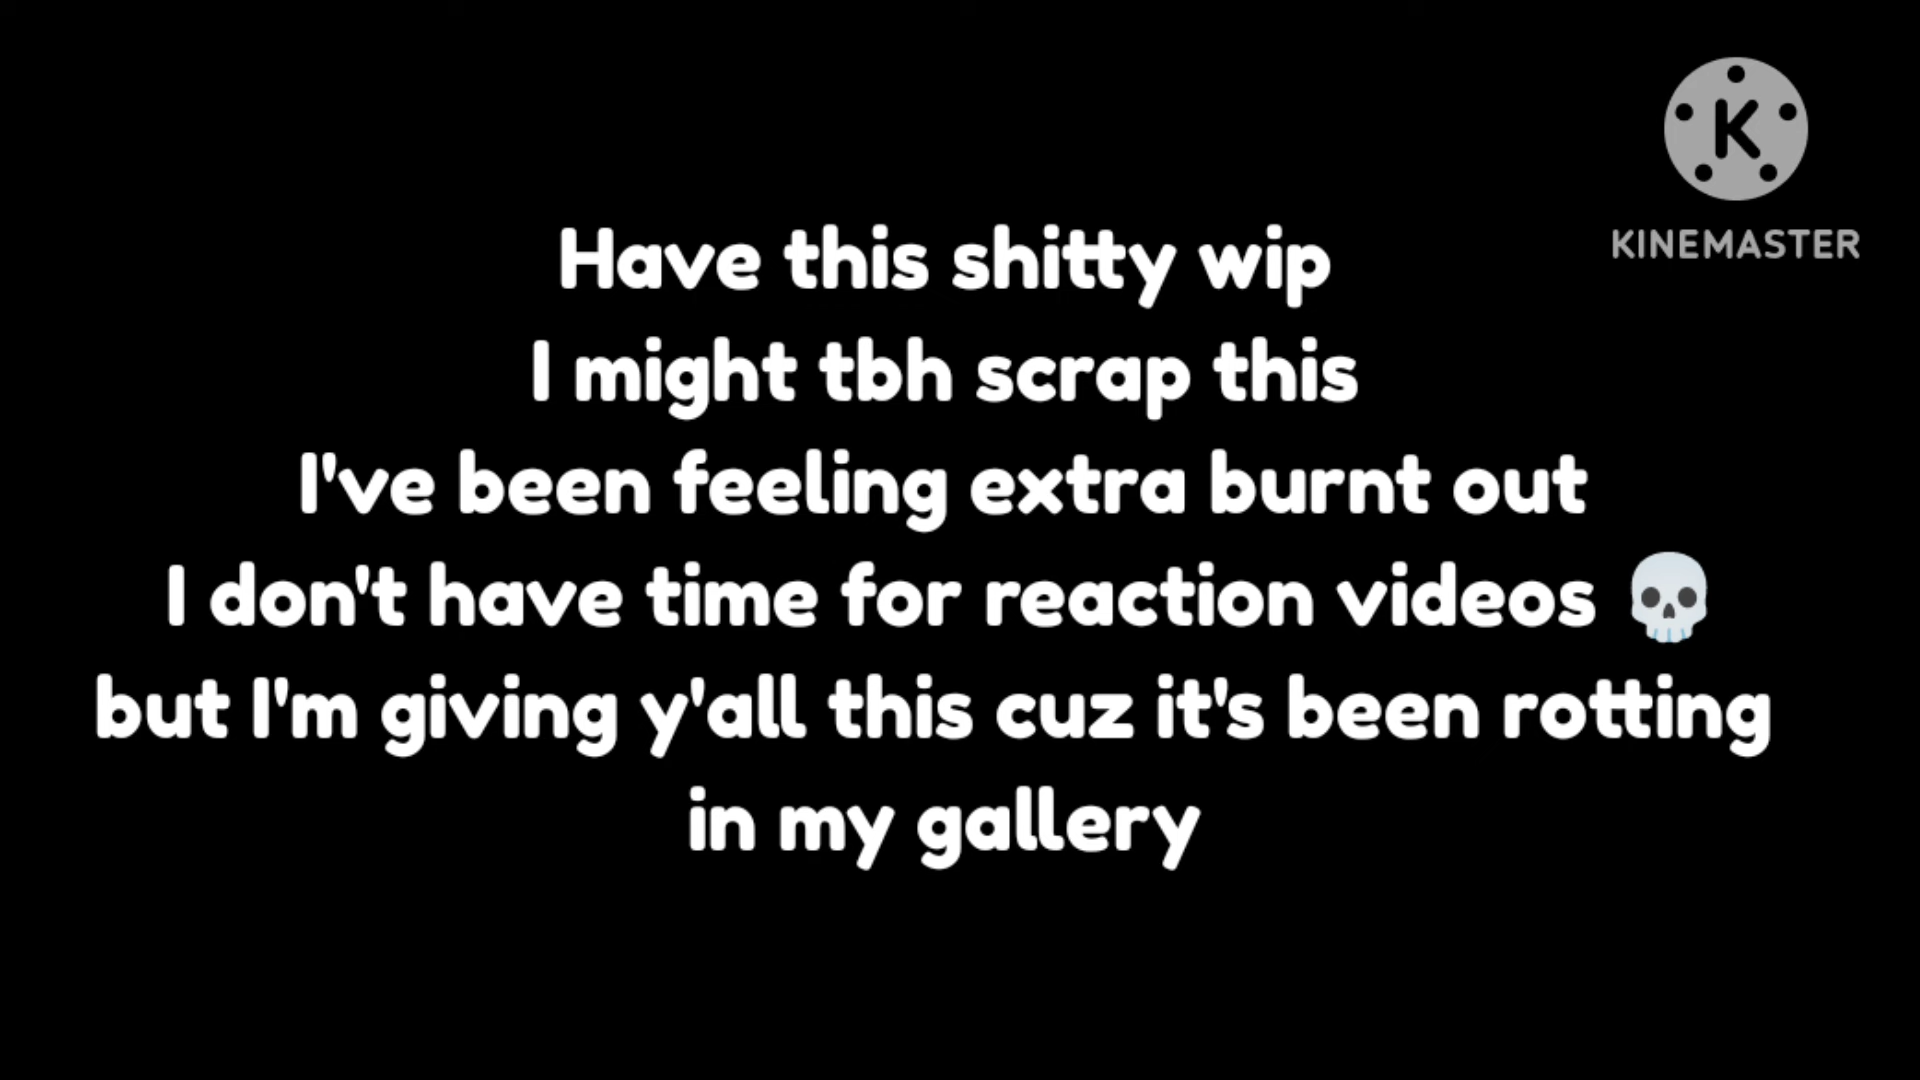 K
KINEMASTER
Have this shitty wip
I might tbh scrap this
I've been feeling extra burnt out
I don't have time for reaction videos 💀
but I'm giving y'all this cuz it's been rotting
in my gallery